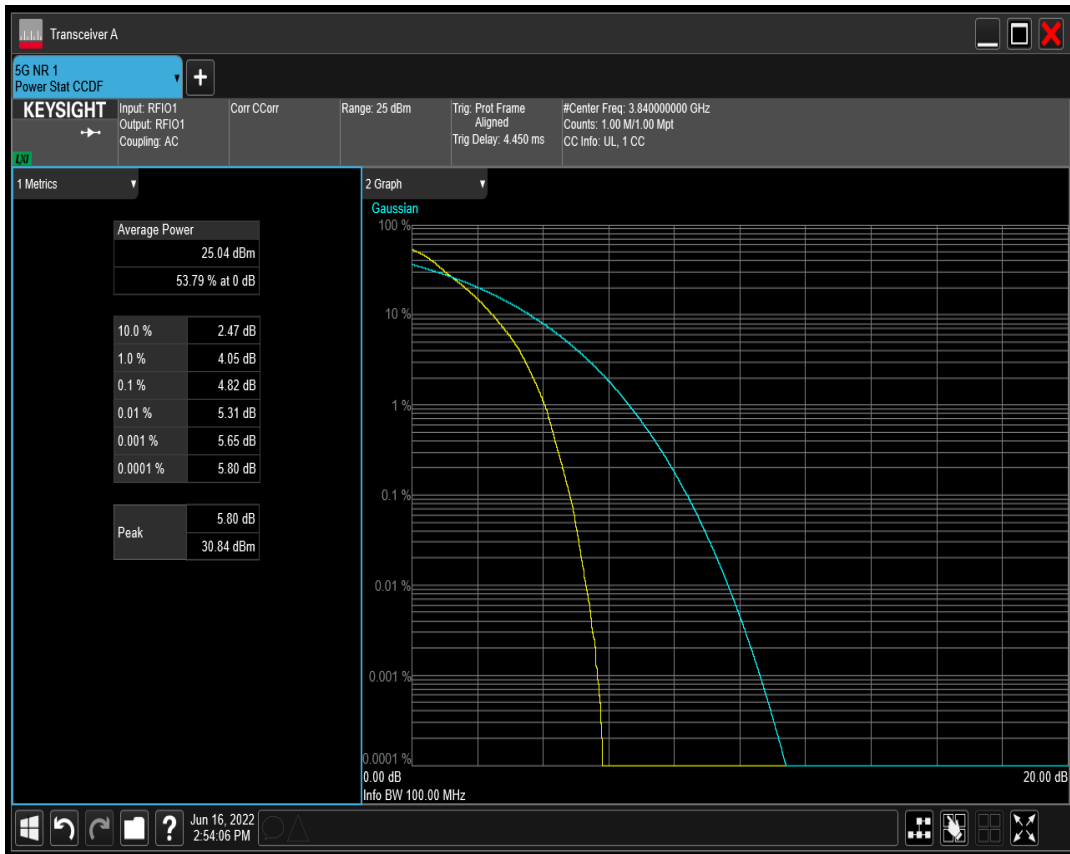 Transceiver A
5G NR 1
Power Stat CCDF
+
KEYSIGHT
LXI
Input: RFIO1
Output: RFIO1
Coupling: AC
Corr CCorr
Range: 25 dBm
Trig: Prot Frame
Aligned
Trig Delay: 4.450 ms
#Center Freq: 3.840000000 GHz
Counts: 1.00 M/1.00 Mpt
CC Info: UL, 1 CC
1 Metrics
Average Power
25.04 dBm
53.79 % at 0 dB
10.0 % 2.47 dB
1.0 % 4.05 dB
0.1 % 4.82 dB
0.01 % 5.31 dB
0.001 % 5.65 dB
0.0001 % 5.80 dB
Peak
5.80 dB
30.84 dBm
2 Graph
Gaussian
100 %
10 %
1 %
0.1 %
0.01 %
0.001 %
0.0001 %
0.00 dB 20.00 dB
Info BW 100.00 MHz
?
Jun 16, 2022
2:54:06 PM